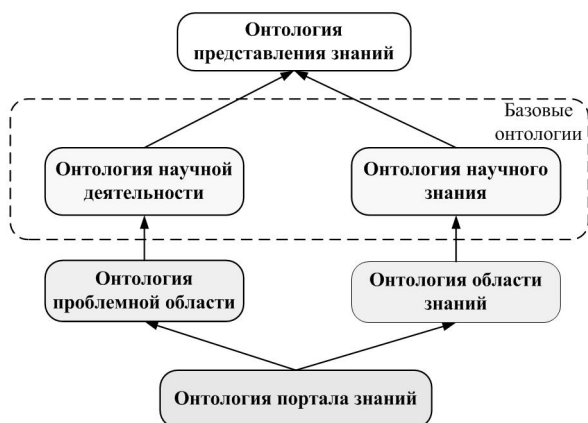 Онтология
представления знаний
Базовые
онтологии
Онтология научной
деятельности
Онтология научного
знания
Онтология
проблемной области
Онтология области
знаний
Онтология портала знаний